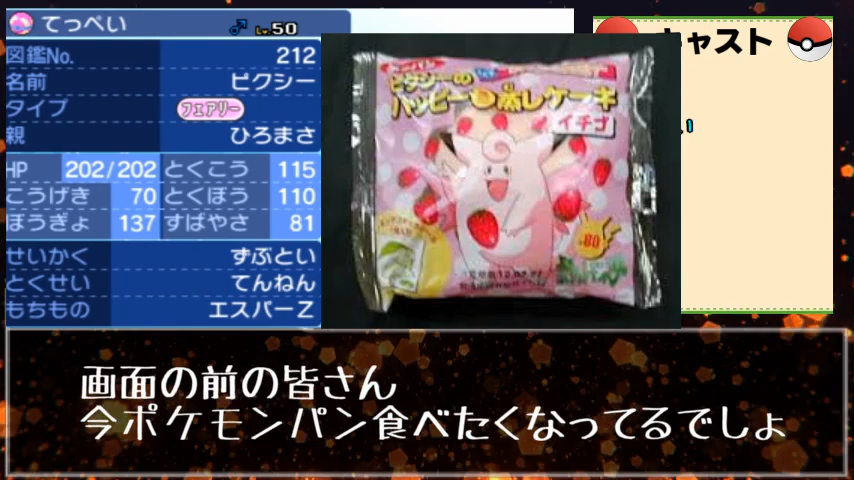 てっぺい ♂ Lv.50
図鑑No. 212
名前 ピクシー
タイプ フェアリー
親 ひろまさ
HP 202/202 とくこう 115
こうげき 70 とくぼう 110
ぼうぎょ 137 すばやさ 81
せいかく ずぶとい
とくせい てんねん
もちもの エスパーZ
ピクシーの
ハッピー蒸しケーキ
イチゴ
80
キャスト
画面の前の皆さん
今ポケモンパン食べたくなってるでしょ